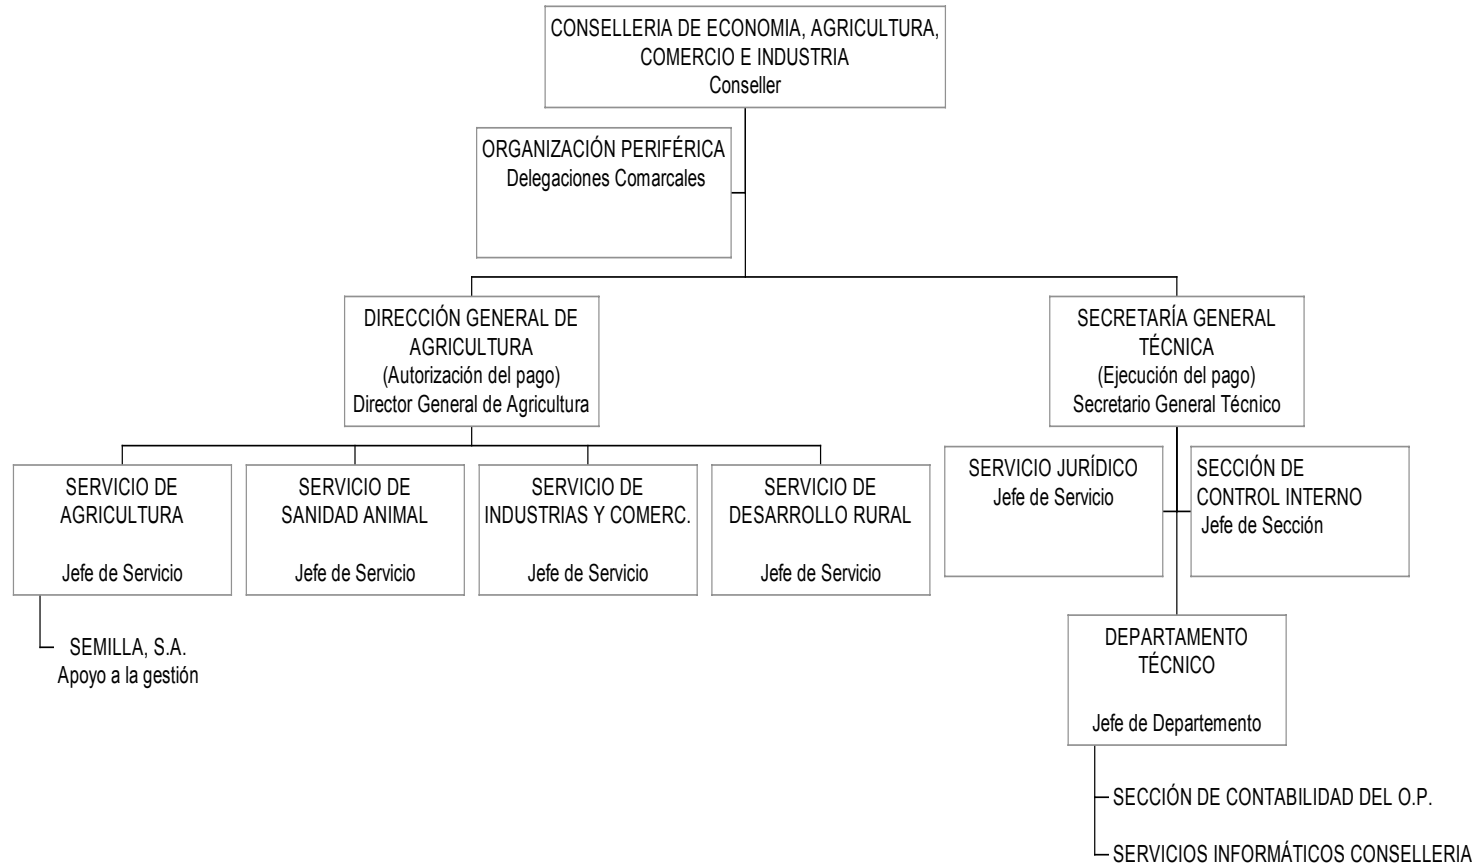 CONSELLERIA DE ECONOMIA, AGRICULTURA,
COMERCIO E INDUSTRIA
Conseller
ORGANIZACIÓN PERIFÉRICA
Delegaciones Comarcales
DIRECCIÓN GENERAL DE
AGRICULTURA
(Autorización del pago)
Director General de Agricultura
SECRETARÍA GENERAL
TÉCNICA
(Ejecución del pago)
Secretario General Técnico
SERVICIO DE
AGRICULTURA
Jefe de Servicio
SERVICIO DE
SANIDAD ANIMAL
Jefe de Servicio
SERVICIO DE
INDUSTRIAS Y COMERC.
Jefe de Servicio
SERVICIO DE
DESARROLLO RURAL
Jefe de Servicio
SERVICIO JURÍDICO
Jefe de Servicio
SECCIÓN DE
CONTROL INTERNO
Jefe de Sección
SEMILLA, S.A.
Apoyo a la gestión
DEPARTAMENTO
TÉCNICO
Jefe de Departemento
SECCIÓN DE CONTABILIDAD DEL O.P.
SERVICIOS INFORMÁTICOS CONSELLERIA